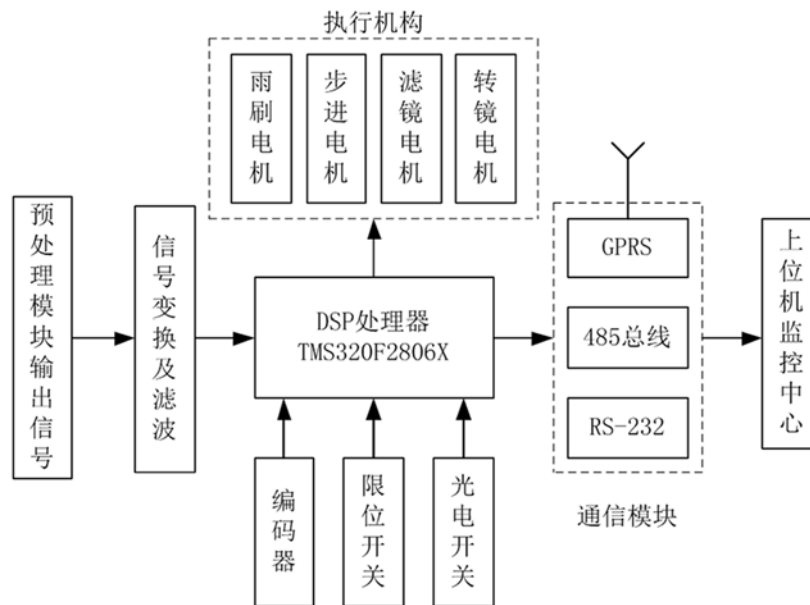 执行机构
雨刷电机
步进电机
滤镜电机
转镜电机
预处理模块输出信号
信号变换及滤波
DSP处理器
TMS320F2806X
GPRS
485总线
RS-232
上位机监控中心
编码器
限位开关
光电开关
通信模块